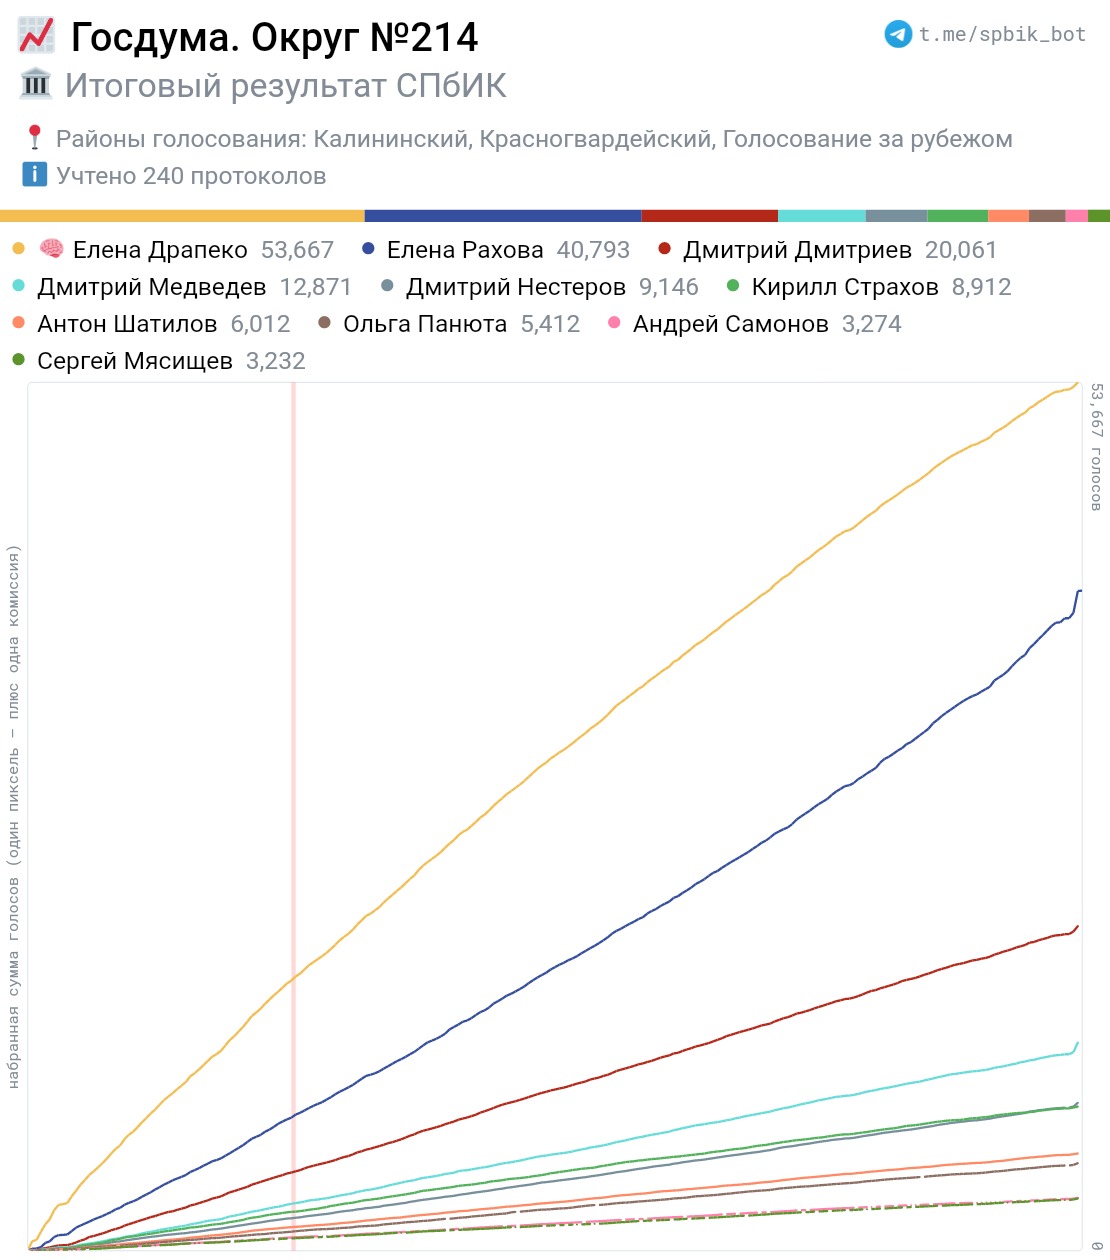 Госдума. Округ №214
t.me/spbik_bot
Итоговый результат СПбИК
Районы голосования: Калининский, Красногвардейский, Голосование за рубежом
Учтено 240 протоколов
Елена Драпеко 53,667 Елена Рахова 40,793 Дмитрий Дмитриев 20,061
Дмитрий Медведев 12,871 Дмитрий Нестеров 9,146 Кирилл Страхов 8,912
Антон Шатилов 6,012 Ольга Панюта 5,412 Андрей Самонов 3,274
Сергей Мясищев 3,232
набранная сумма голосов (один пиксель — плюс одна комиссия)
53,667 голосов
0